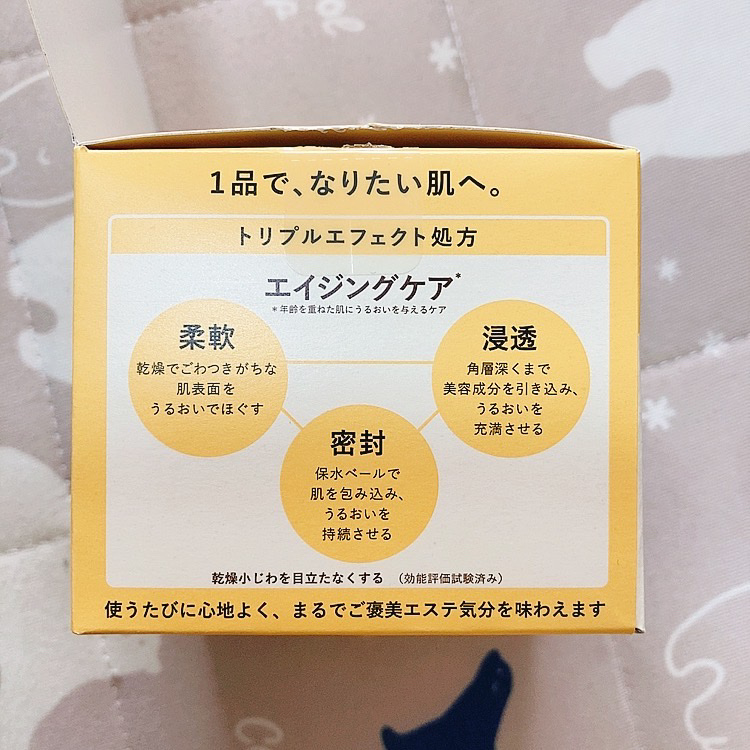 1品で、なりたい肌へ。
トリプルエフェクト処方
エイジングケア*
*年齢を重ねた肌にうるおいを与えるケア
柔軟
乾燥でごわつきがちな
肌表面を
うるおいでほぐす
浸透
角層深くまで
美容成分を引き込み、
うるおいを
充満させる
密封
保水ベールで
肌を包み込み、
うるおいを
持続させる
乾燥小じわを目立たなくする (効能評価試験済み)
使うたびに心地よく、まるでご褒美エステ気分を味わえます